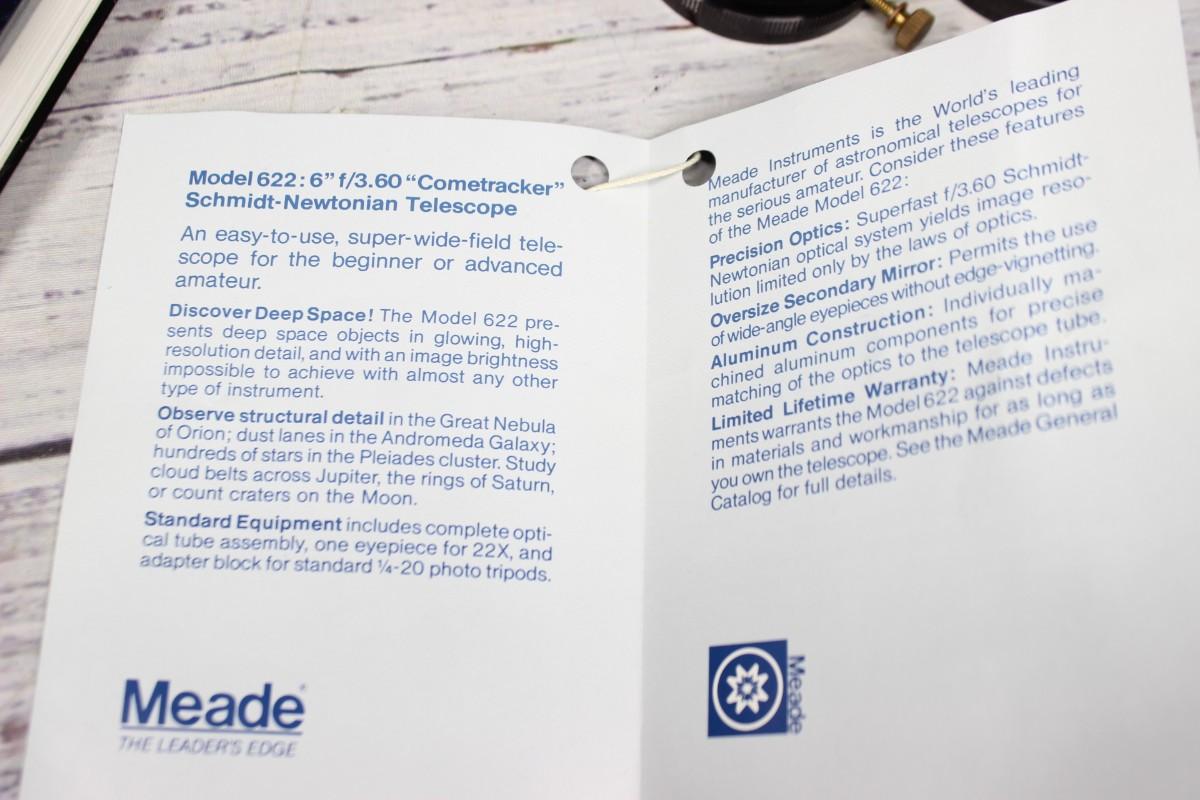 Model 622: 6” f/3.60 “Cometracker”
Schmidt-Newtonian Telescope
An easy-to-use, super-wide-field tele-
scope for the beginner or advanced
amateur.
Discover Deep Space! The Model 622 pre-
sents deep space objects in glowing, high-
resolution detail, and with an image brightness
impossible to achieve with almost any other
type of instrument.
Observe structural detail in the Great Nebula
of Orion; dust lanes in the Andromeda Galaxy;
hundreds of stars in the Pleiades cluster. Study
cloud belts across Jupiter, the rings of Saturn,
or count craters on the Moon.
Standard Equipment includes complete opti-
cal tube assembly, one eyepiece for 22X, and
adapter block for standard ¼-20 photo tripods.
Meade
THE LEADER'S EDGE
Meade Instruments is the World's leading
manufacturer of astronomical telescopes for
the serious amateur. Consider these features
of the Meade Model 622:
Precision Optics: Superfast f/3.60 Schmidt-
Newtonian optical system yields image reso-
lution limited only by the laws of optics.
Oversize Secondary Mirror: Permits the use
of wide-angle eyepieces without edge-vignetting.
Aluminum Construction: Individually ma-
chined aluminum components for precise
matching of the optics to the telescope tube.
Limited Lifetime Warranty: Meade Instru-
ments warrants the Model 622 against defects
in materials and workmanship for as long as
you own the telescope. See the Meade General
Catalog for full details.
Meade